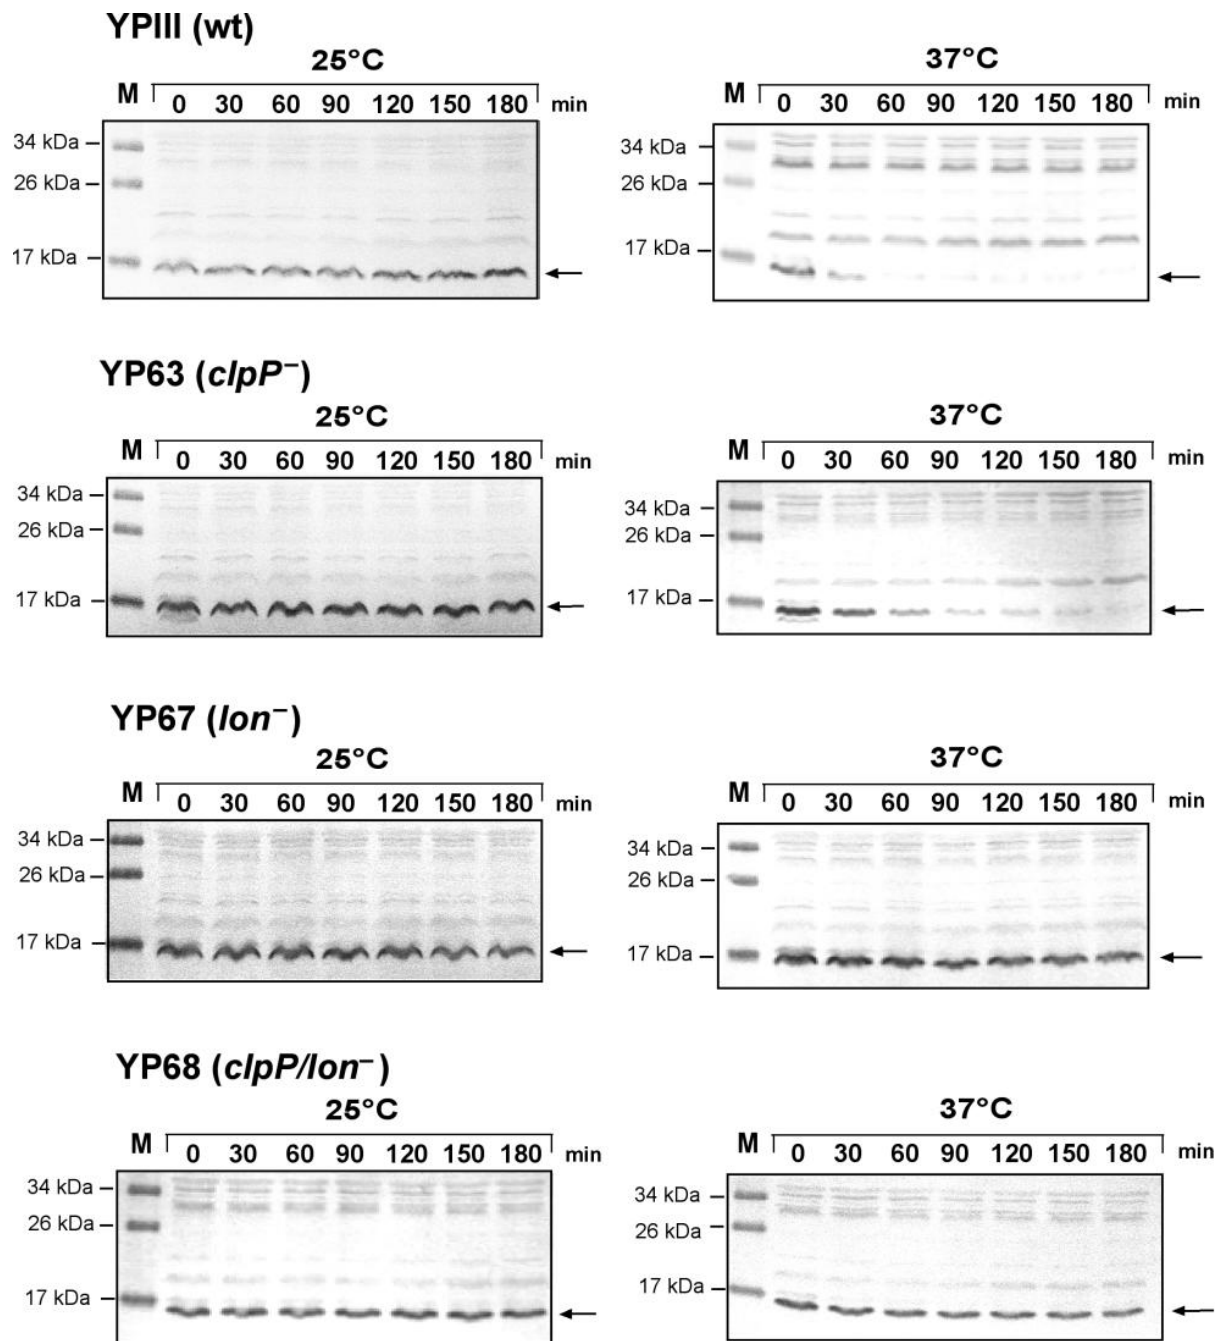 YPIII (wt)
25°C
M 0 30 60 90 120 150 180 min
34 kDa
26 kDa
17 kDa
37°C
M 0 30 60 90 120 150 180 min
34 kDa
26 kDa
17 kDa
YP63 (clpP⁻)
25°C
M 0 30 60 90 120 150 180 min
34 kDa
26 kDa
17 kDa
37°C
M 0 30 60 90 120 150 180 min
34 kDa
26 kDa
17 kDa
YP67 (lon⁻)
25°C
M 0 30 60 90 120 150 180 min
34 kDa
26 kDa
17 kDa
37°C
M 0 30 60 90 120 150 180 min
34 kDa
26 kDa
17 kDa
YP68 (clpP/lon⁻)
25°C
M 0 30 60 90 120 150 180 min
34 kDa
26 kDa
17 kDa
37°C
M 0 30 60 90 120 150 180 min
34 kDa
26 kDa
17 kDa